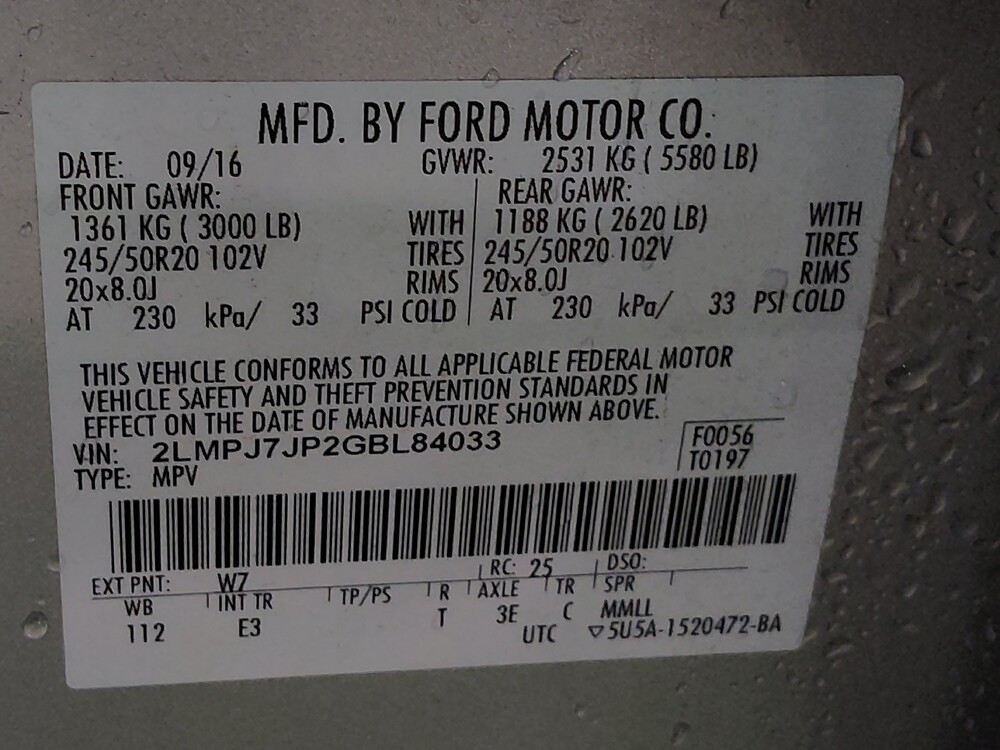 MFD. BY FORD MOTOR CO.
DATE: 09/16 GVWR: 2531 KG ( 5580 LB)
FRONT GAWR: REAR GAWR:
1361 KG ( 3000 LB) WITH 1188 KG ( 2620 LB) WITH
245/50R20 102V TIRES 245/50R20 102V TIRES
20x8.0J RIMS 20x8.0J RIMS
AT 230 kPa/ 33 PSI COLD AT 230 kPa/ 33 PSI COLD
THIS VEHICLE CONFORMS TO ALL APPLICABLE FEDERAL MOTOR
VEHICLE SAFETY AND THEFT PREVENTION STANDARDS IN
EFFECT ON THE DATE OF MANUFACTURE SHOWN ABOVE.
VIN: 2LMPJ7JP2GBL84033 F0056
TYPE: MPV T0197
EXT PNT: W7 RC: 25 DSO:
WB INT TR TP/PS R AXLE TR SPR
112 E3 T 3E C MMLL
UTC ▽5U5A-1520472-BA